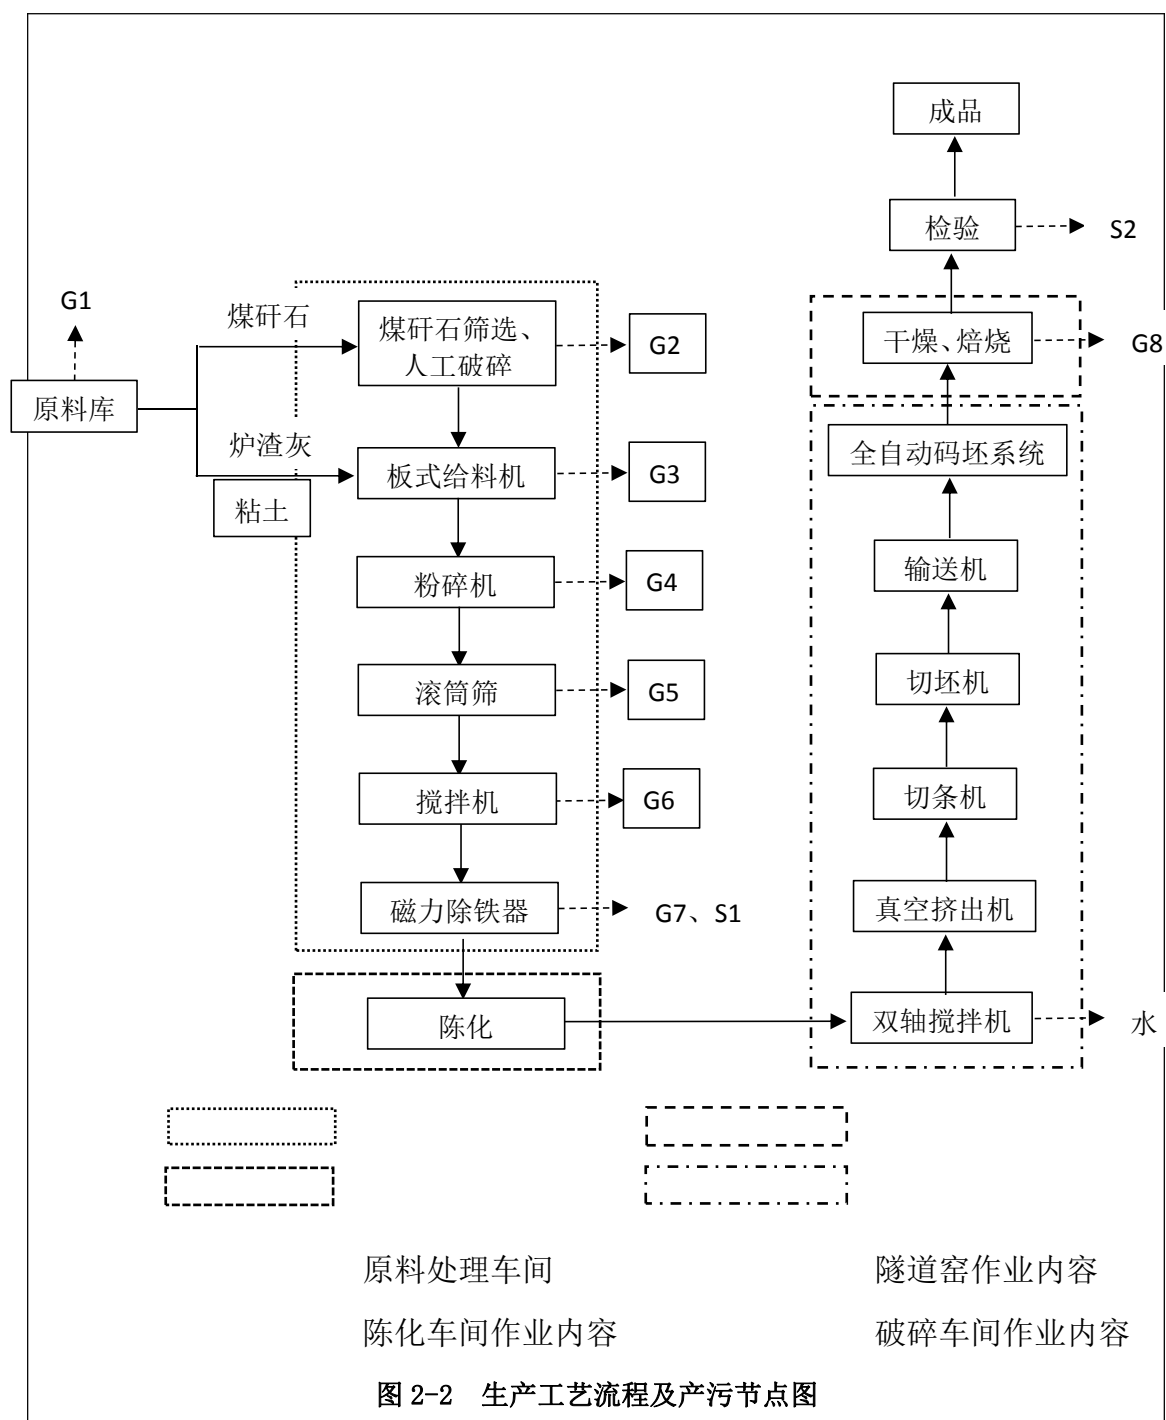 成品
检验
S2
G1
煤矸石
煤矸石筛选、
人工破碎
G2
干燥、焙烧
G8
原料库
炉渣灰
粘土
板式给料机
G3
全自动码坯系统
粉碎机
G4
输送机
滚筒筛
G5
切坯机
搅拌机
G6
切条机
磁力除铁器
G7、S1
真空挤出机
陈化
双轴搅拌机
水
原料处理车间
隧道窑作业内容
陈化车间作业内容
破碎车间作业内容
图 2-2 生产工艺流程及产污节点图